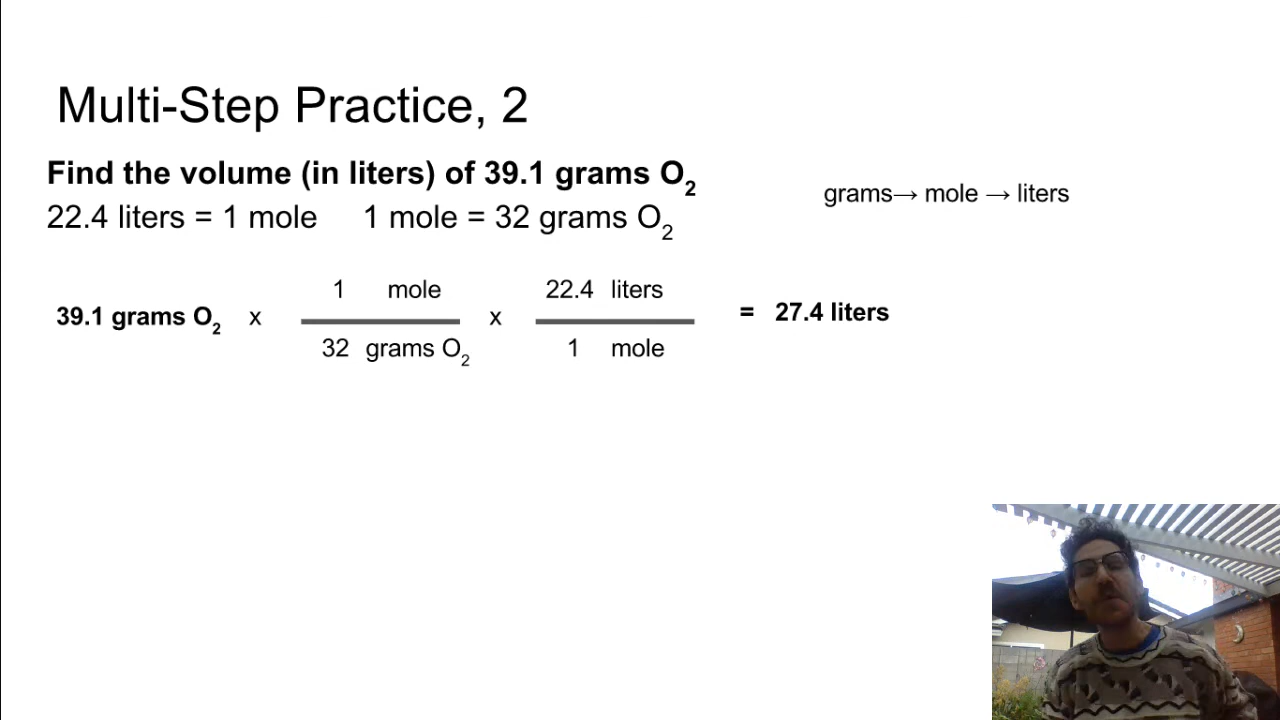 Multi-Step Practice, 2
Find the volume (in liters) of 39.1 grams O₂
22.4 liters = 1 mole 1 mole = 32 grams O₂
grams→ mole → liters
1 mole 22.4 liters
39.1 grams O₂ x x = 27.4 liters
32 grams O₂ 1 mole